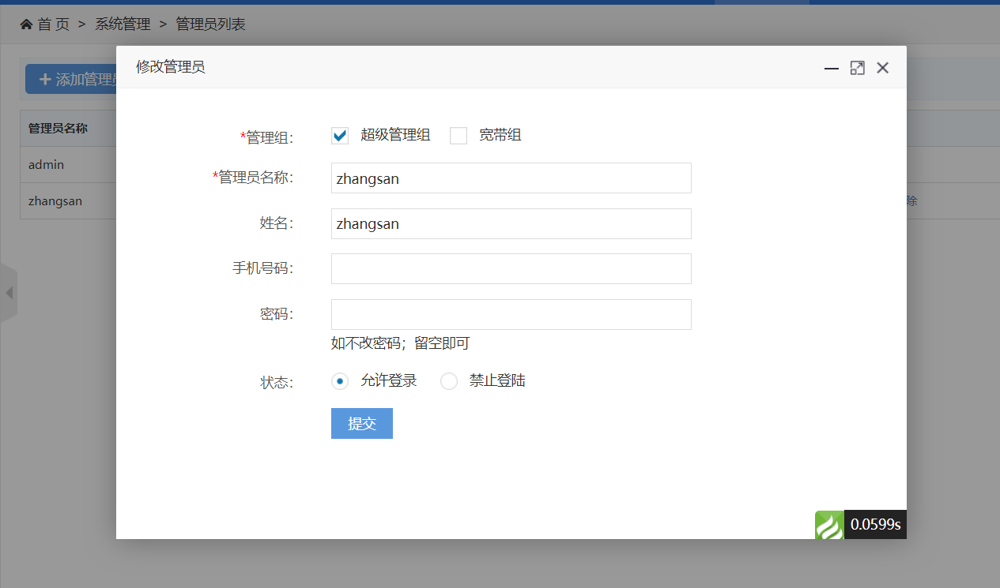 首 页 > 系统管理 > 管理员列表
修改管理员
添加管理员
管理员名称
admin
zhangsan
除
*管理组：
超级管理组 宽带组
*管理员名称：
zhangsan
姓名：
zhangsan
手机号码：
密码：
如不改密码；留空即可
状态：
允许登录 禁止登陆
提交
0.0599s